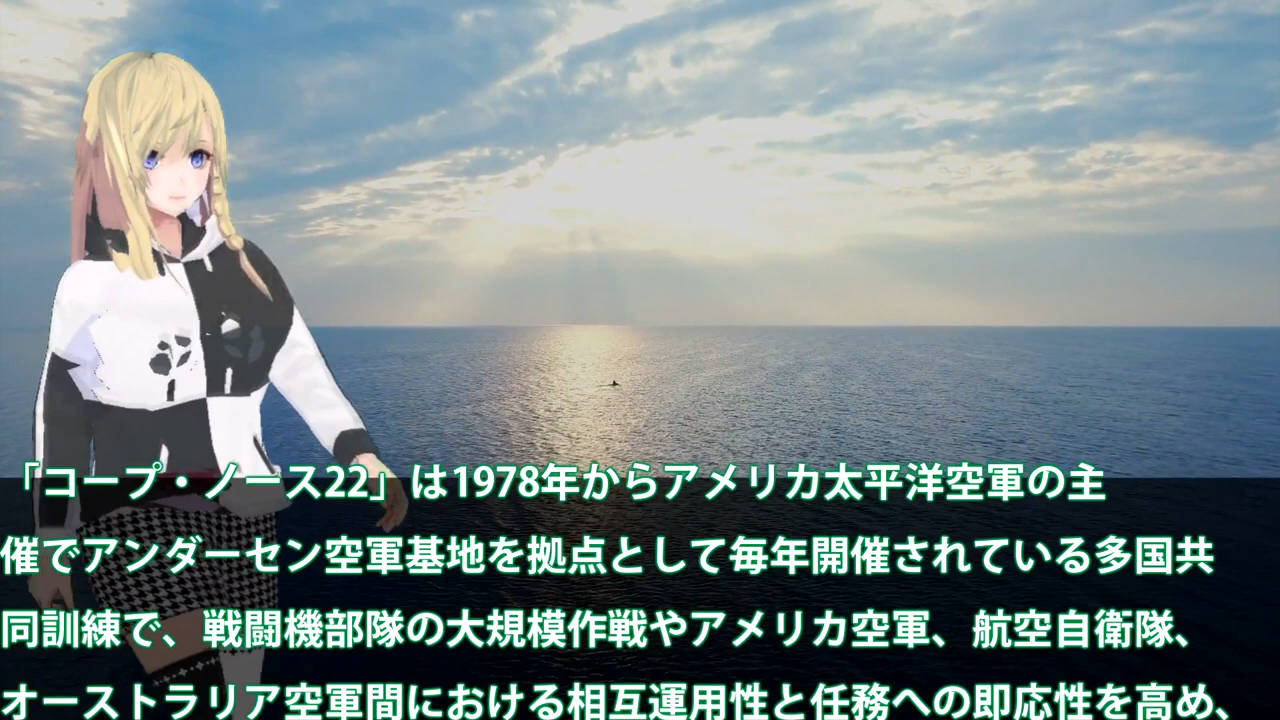 「コープ・ノース22」は1978年からアメリカ太平洋空軍の主
催でアンダーセン空軍基地を拠点として毎年開催されている多国共
同訓練で、戦闘機部隊の大規模作戦やアメリカ空軍、航空自衛隊、
オーストラリア空軍間における相互運用性と任務への即応性を高め、